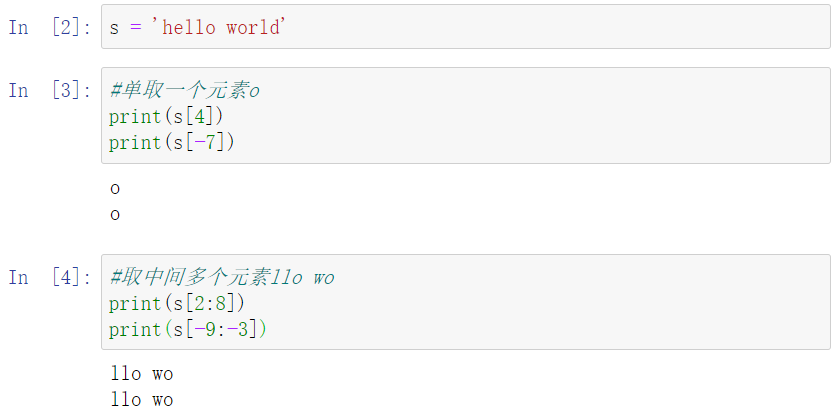 In [2]: s = 'hello world'
In [3]: #单取一个元素o
print(s[4])
print(s[-7])
o
o
In [4]: #取中间多个元素llo wo
print(s[2:8])
print(s[-9:-3])
llo wo
llo wo